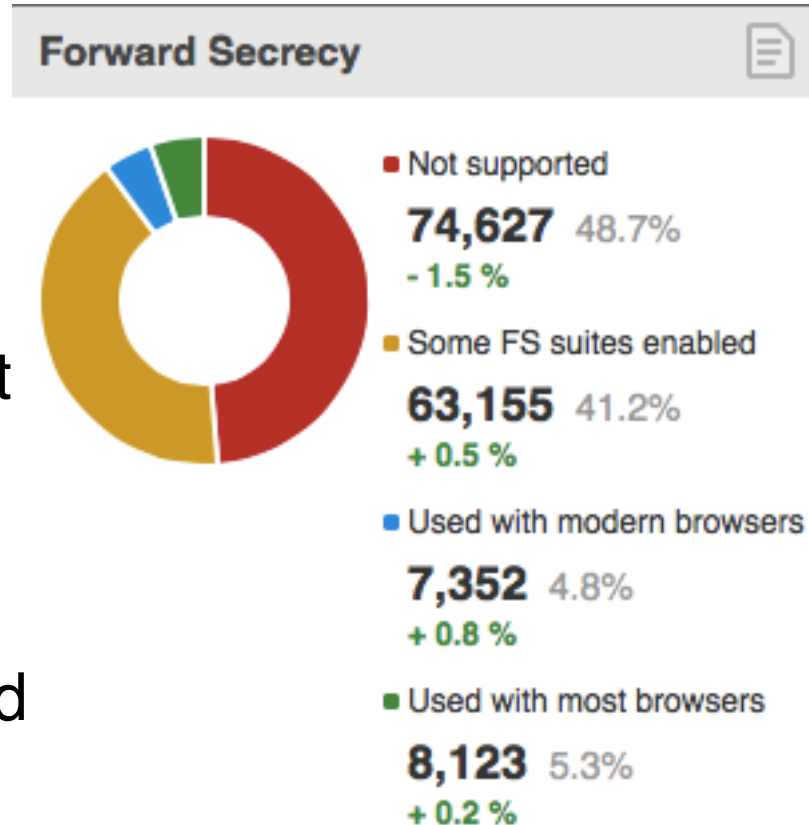 Forward Secrecy
Not supported
74,627 48.7%
- 1.5 %
t
Some FS suites enabled
63,155 41.2%
+ 0.5 %
Used with modern browsers
7,352 4.8%
+ 0.8 %
d
Used with most browsers
8,123 5.3%
+ 0.2 %